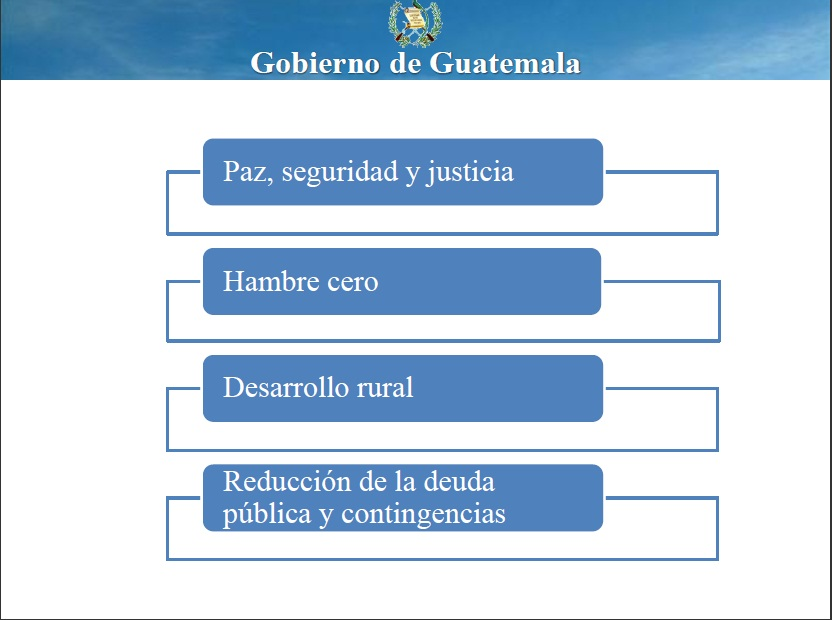 Gobierno de Guatemala
Paz, seguridad y justicia
Hambre cero
Desarrollo rural
Reducción de la deuda
pública y contingencias